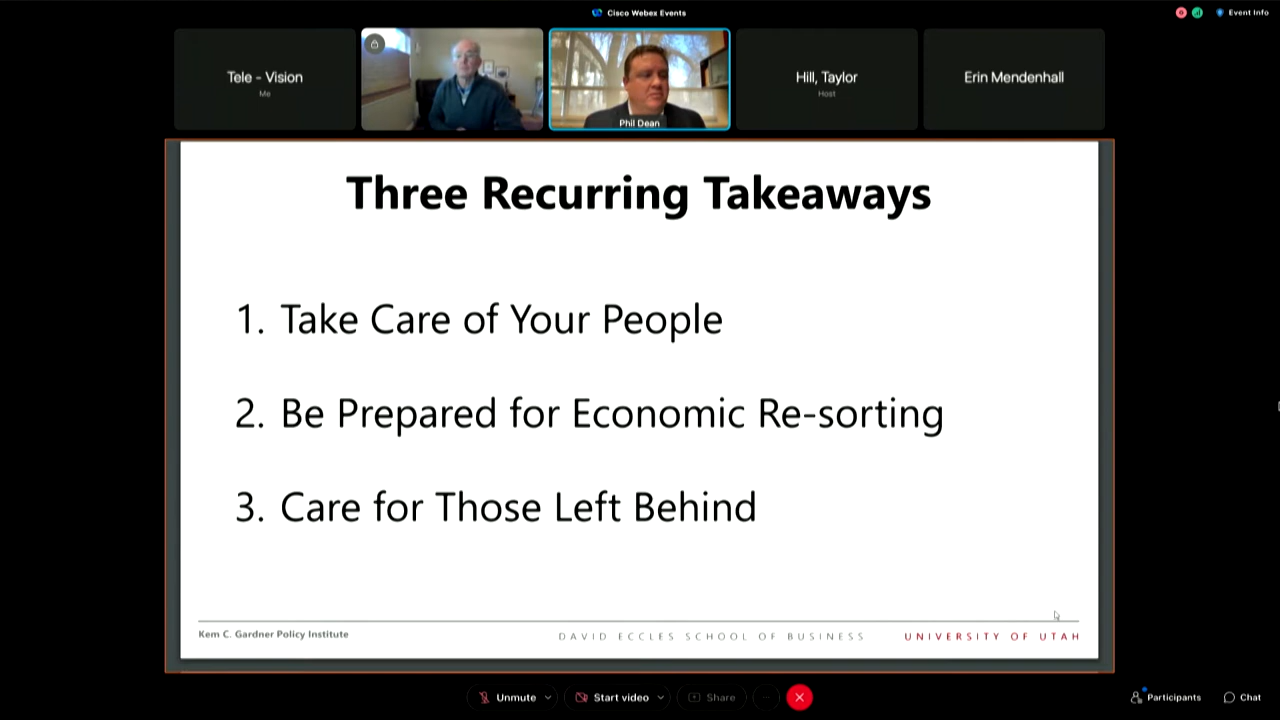 Cisco Webex Events
Event Info
Tele - Vision
Me
Phil Dean
Hill, Taylor
Host
Erin Mendenhall
Three Recurring Takeaways
1. Take Care of Your People
2. Be Prepared for Economic Re-sorting
3. Care for Those Left Behind
Kem C. Gardner Policy Institute
DAVID ECCLES SCHOOL OF BUSINESS
UNIVERSITY OF UTAH
Unmute
Start video
Share
Participants
Chat